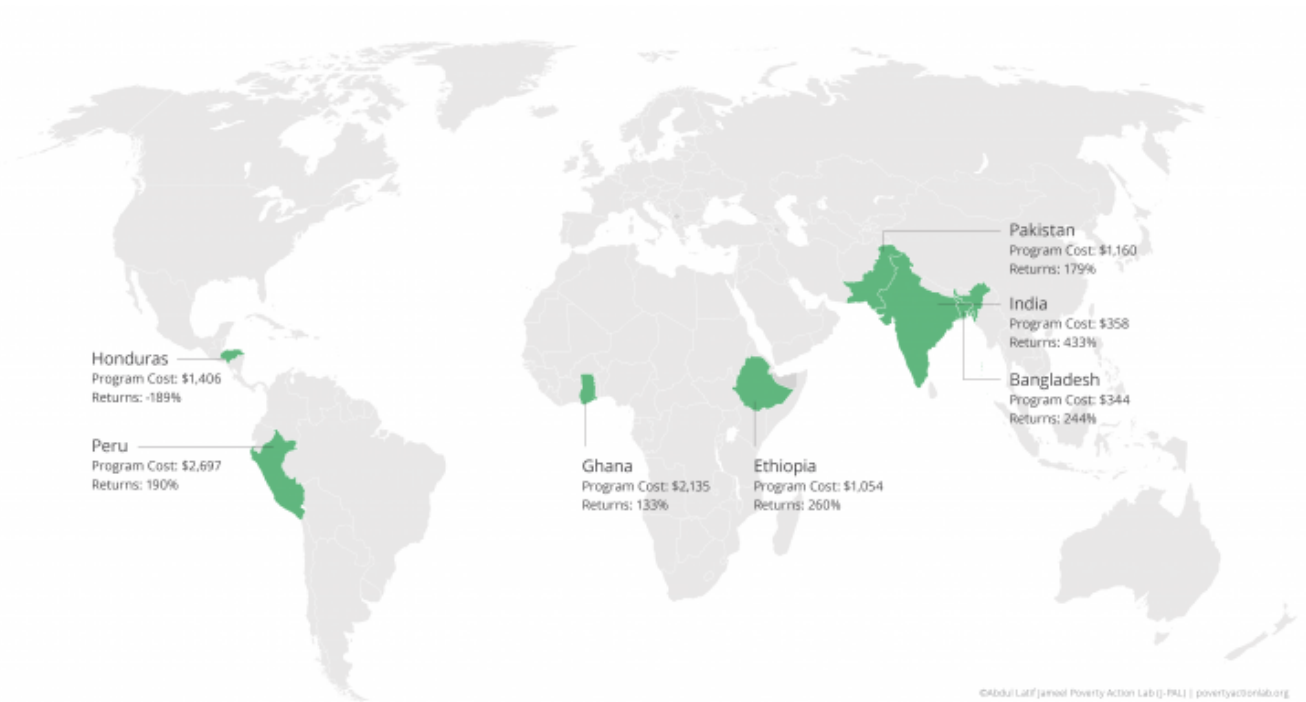 Pakistan
Program Cost: $1,160
Returns: 179%
India
Program Cost: $358
Returns: 433%
Bangladesh
Program Cost: $344
Returns: 244%
Honduras
Program Cost: $1,406
Returns: -189%
Peru
Program Cost: $2,697
Returns: 190%
Ghana
Program Cost: $2,135
Returns: 133%
Ethiopia
Program Cost: $1,054
Returns: 260%
©Abdul Latif Jameel Poverty Action Lab (J-PAL) | povertyactionlab.org